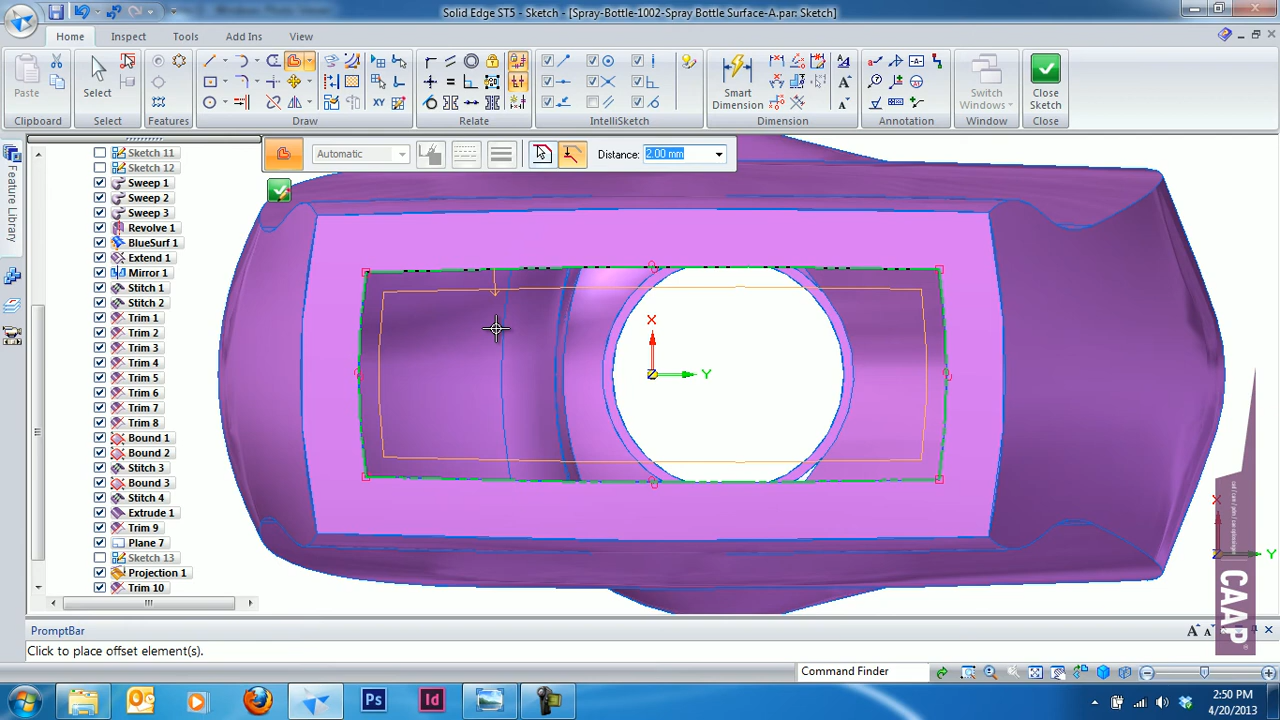 Solid Edge ST5 - Sketch - [Spray-Bottle-1002-Spray Bottle Surface-A.par: Sketch]
Home Inspect Tools Add Ins View
Paste
Select
Smart
Dimension
Switch
Windows
Close
Sketch
Clipboard Select Features Draw Relate IntelliSketch Dimension Annotation Window Close
Automatic
Distance: 2.00 mm
Feature Library
Sketch 11
Sketch 12
Sweep 1
Sweep 2
Sweep 3
Revolve 1
BlueSurf 1
Extend 1
Mirror 1
Stitch 1
Stitch 2
Trim 1
Trim 2
Trim 3
Trim 4
Trim 5
Trim 6
Trim 7
Trim 8
Bound 1
Bound 2
Stitch 3
Bound 3
Stitch 4
Extrude 1
Trim 9
Plane 7
Sketch 13
Projection 1
Trim 10
X
Y
X
Y
CAAP
PromptBar
Click to place offset element(s).
Command Finder
Ps
Id
2:50 PM
4/20/2013